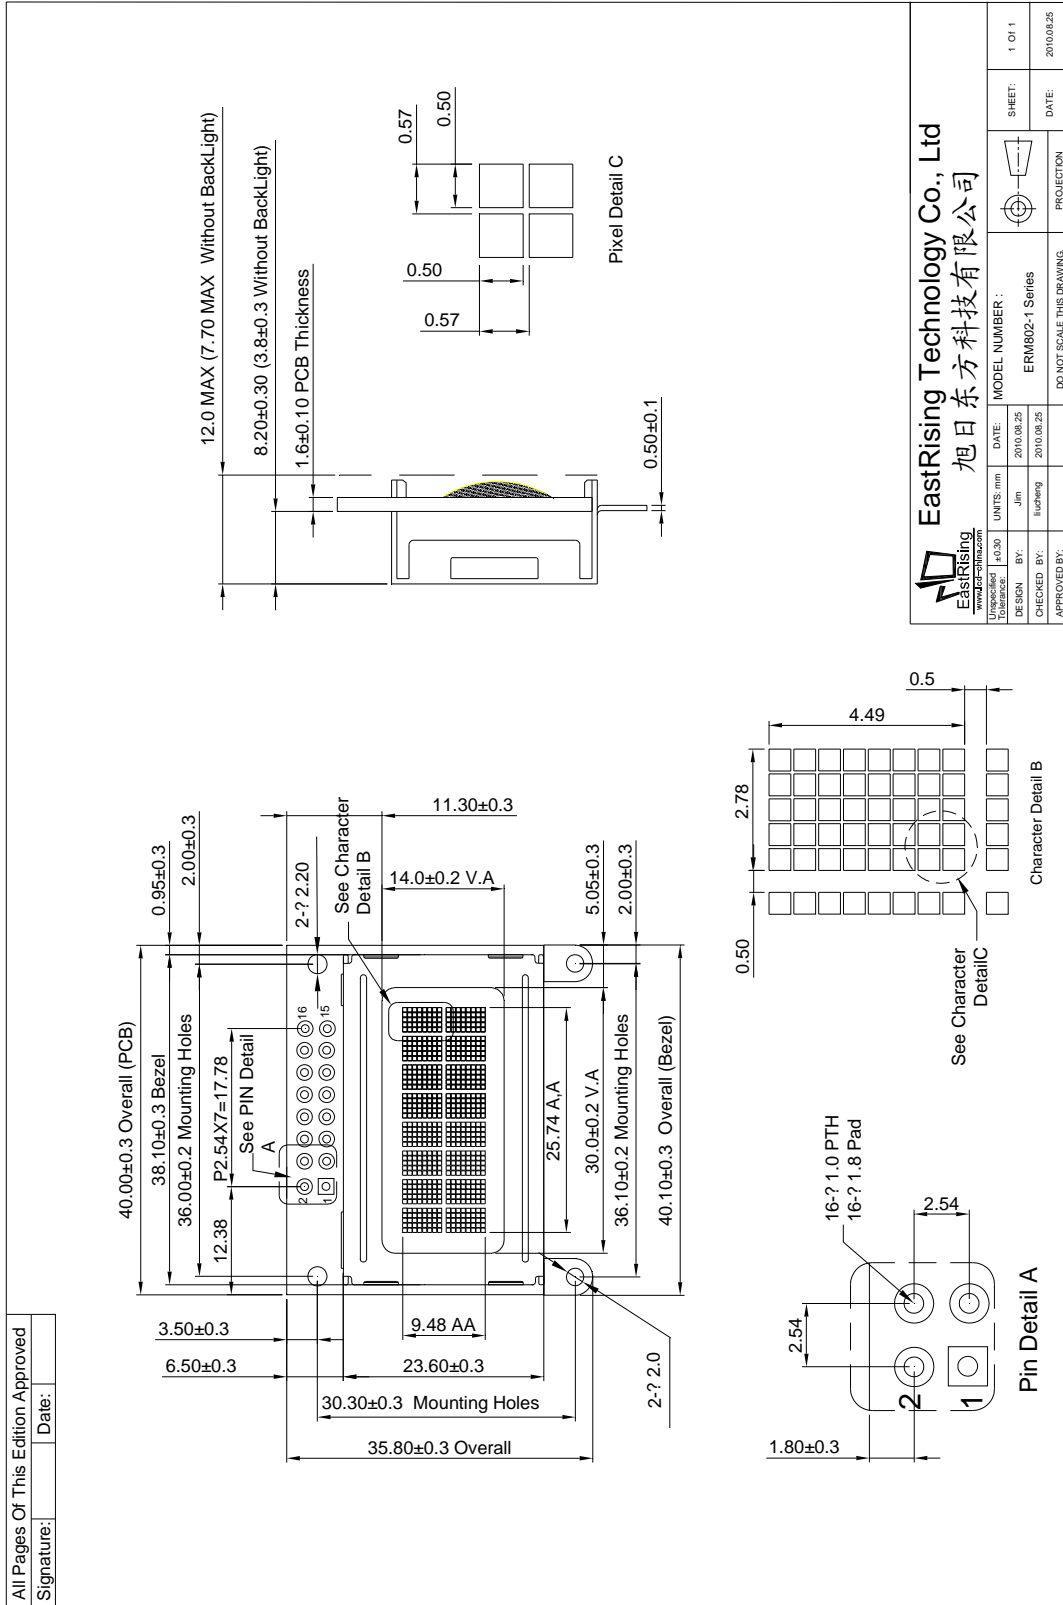 All Pages Of This Edition Approved
Signature:
Date:
12.0 MAX (7.70 MAX  Without BackLight)
8.20±0.30 (3.8±0.3 Without BackLight)
1.6±0.10 PCB Thickness
0.50±0.1
0.57
0.50
0.50
0.57
Pixel Detail C
40.00±0.3 Overall (PCB)
38.10±0.3 Bezel
36.00±0.2 Mounting Holes
12.38
P2.54X7=17.78
See PIN Detail
A
0.95±0.3
2.00±0.3
2-? 2.20
11.30±0.3
See Character
Detail B
14.0±0.2 V.A
5.05±0.3
2.00±0.3
2
1
16
15
3.50±0.3
6.50±0.3
9.48 AA
23.60±0.3
30.30±0.3  Mounting Holes
35.80±0.3 Overall
2-? 2.0
25.74 A,A
30.0±0.2 V.A
36.10±0.2 Mounting Holes
40.10±0.3  Overall (Bezel)
16-? 1.0 PTH
16-? 1.8 Pad
2.54
2.54
2
1
1.80±0.3
Pin Detail A
0.50
2.78
4.49
0.5
See Character
DetailC
Character Detail B
EastRising
www.lcd-china.com
EastRising Technology Co., Ltd
旭日东方科技有限公司
Unspecified
Tolerance:
±0.30
UNITS: mm
DATE:
MODEL NUMBER :
SHEET:
1 Of 1
DESIGN BY:
Jim
2010.08.25
ERM802-1 Series
CHECKED BY:
liucheng
2010.08.25
APPROVED BY:
DO NOT SCALE THIS DRAWING.
PROJECTION
DATE:
2010.08.25